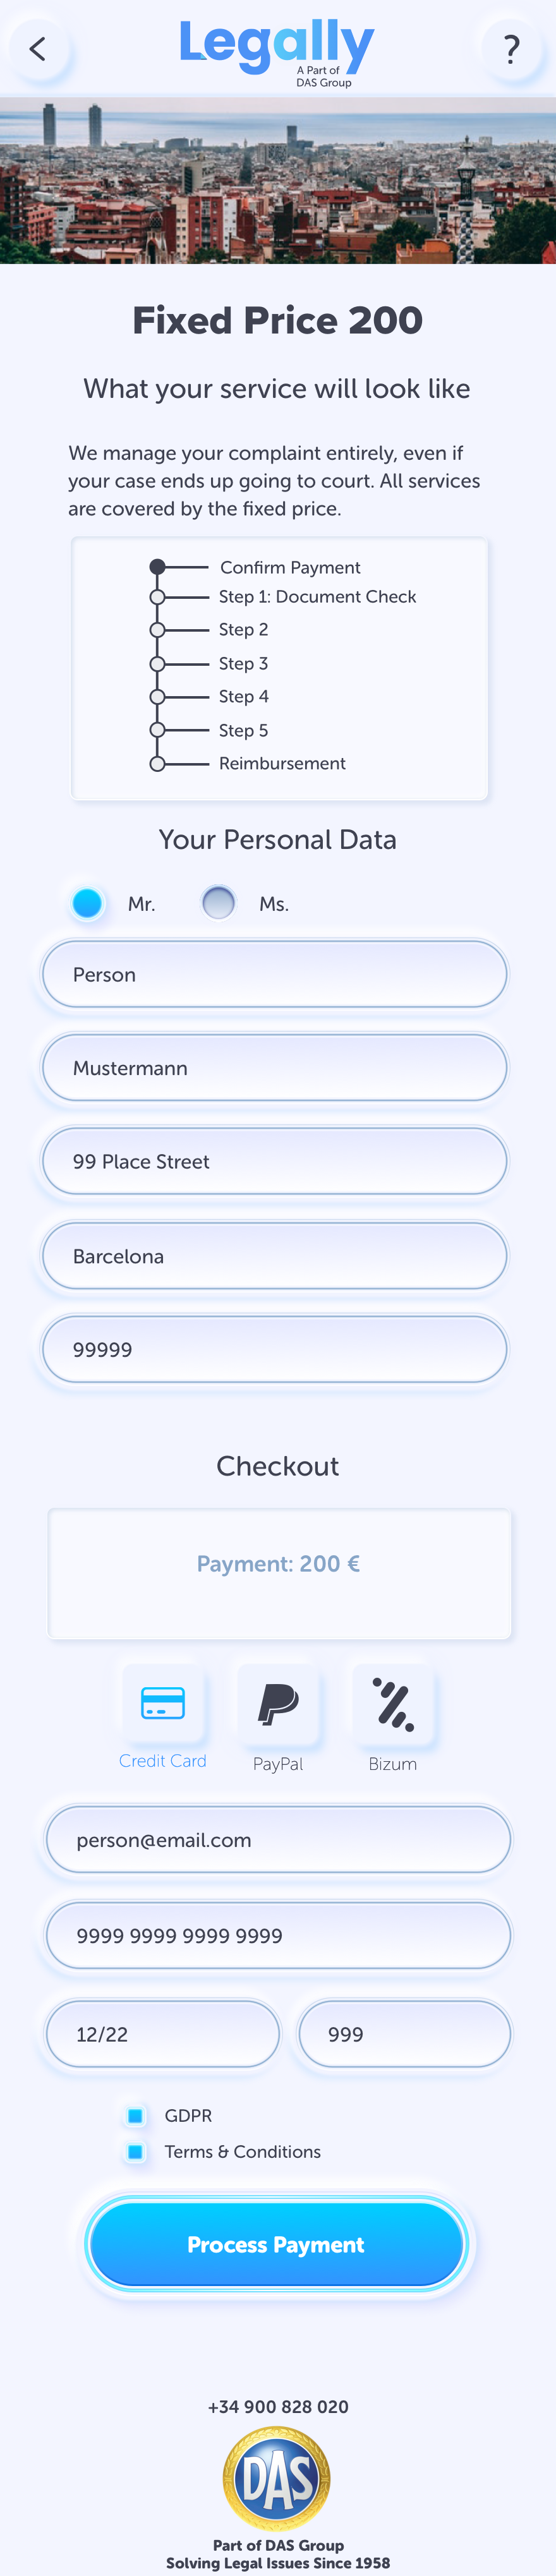 Legally
?
A Part of
DAS Group
Fixed Price 200
What your service will look like
We manage your complaint entirely, even if
your case ends up going to court. All services
are covered by the fixed price.
Confirm Payment
Step 1: Document Check
Step 2
Step 3
Step 4
Step 5
Reimbursement
Your Personal Data
Mr. Ms.
Person
Mustermann
99 Place Street
Barcelona
99999
Checkout
Payment: 200 €
Credit Card PayPal Bizum
person@email.com
9999 9999 9999 9999
12/22 999
GDPR
Terms & Conditions
Process Payment
+34 900 828 020
DAS
Part of DAS Group
Solving Legal Issues Since 1958